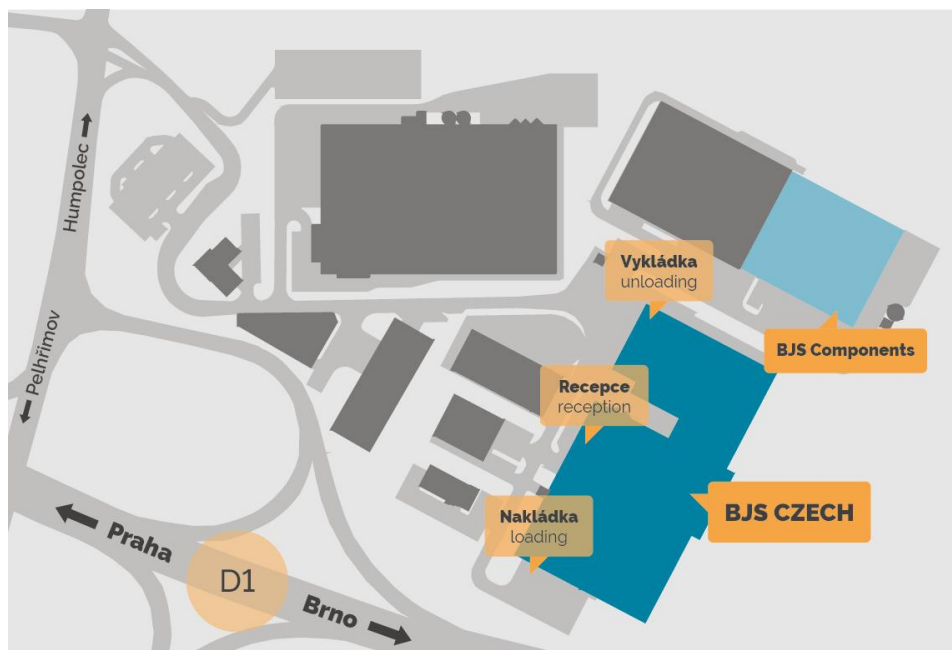 Humpolec
Pelhřimov
Vykládka
unloading
BJS Components
Recepce
reception
BJS CZECH
Nakládka
loading
Praha
D1
Brno